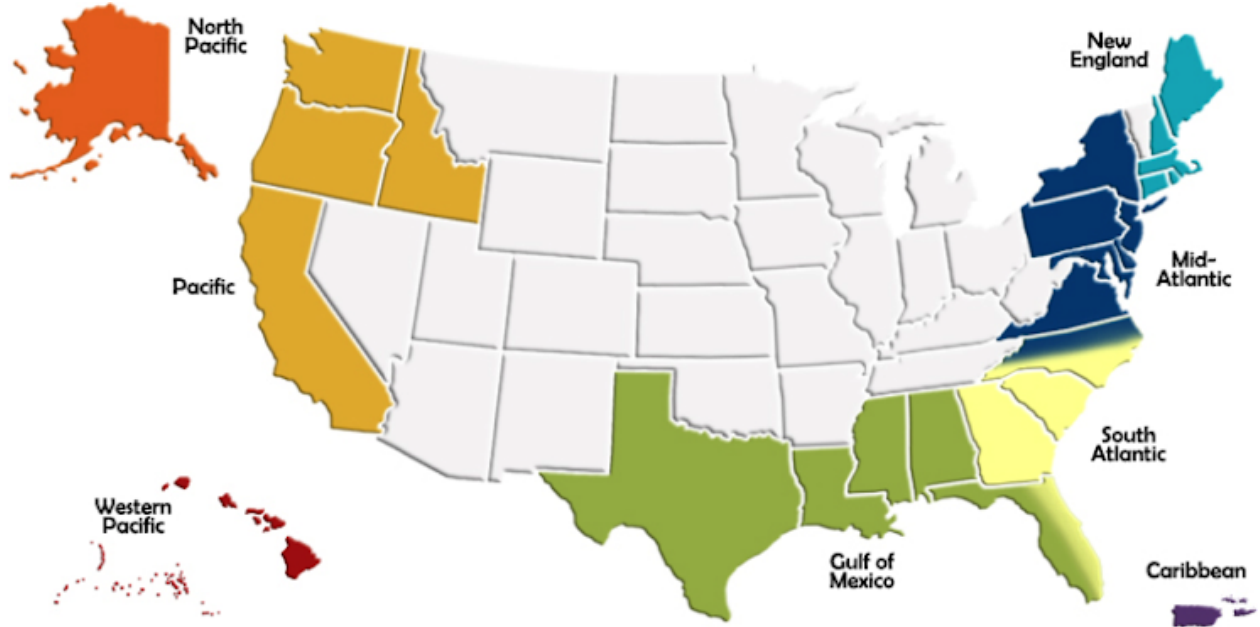 North
Pacific
New
England
Pacific
Mid-
Atlantic
South
Atlantic
Western
Pacific
Gulf of
Mexico
Caribbean